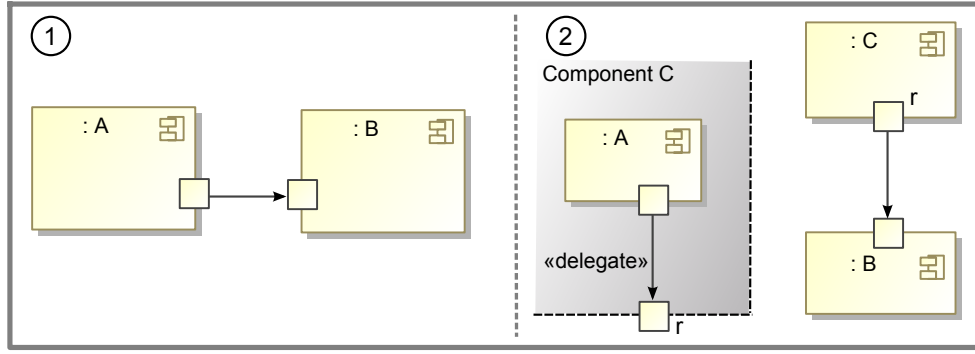 1
: A
: B
2
Component C
: A
«delegate»
r
: C
r
: B